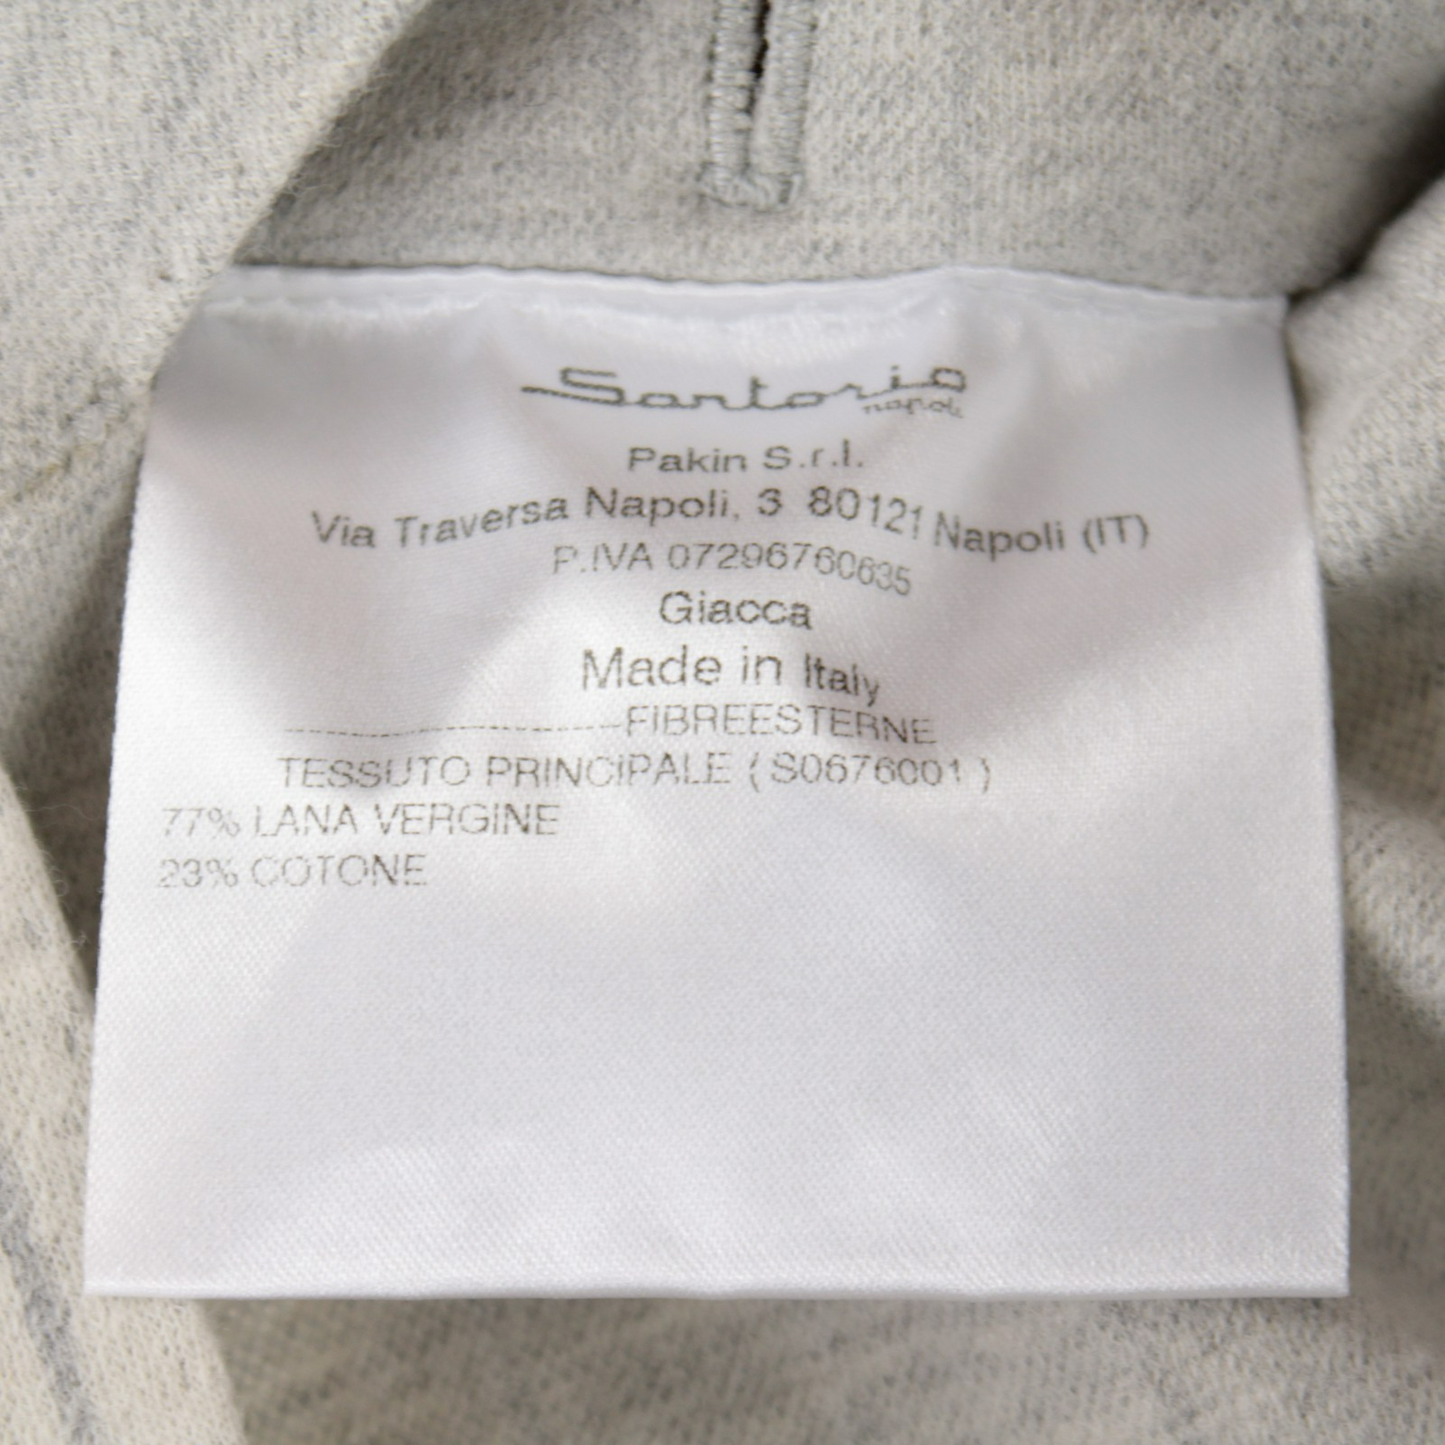 Sartorio
napoli
Pakin S.r.l.
Via Traversa Napoli, 3 80121 Napoli (IT)
P.IVA 07296760635
Giacca
Made in Italy
------------------------FIBREESTERNE
TESSUTO PRINCIPALE ( S0676001 )
77% LANA VERGINE
23% COTONE